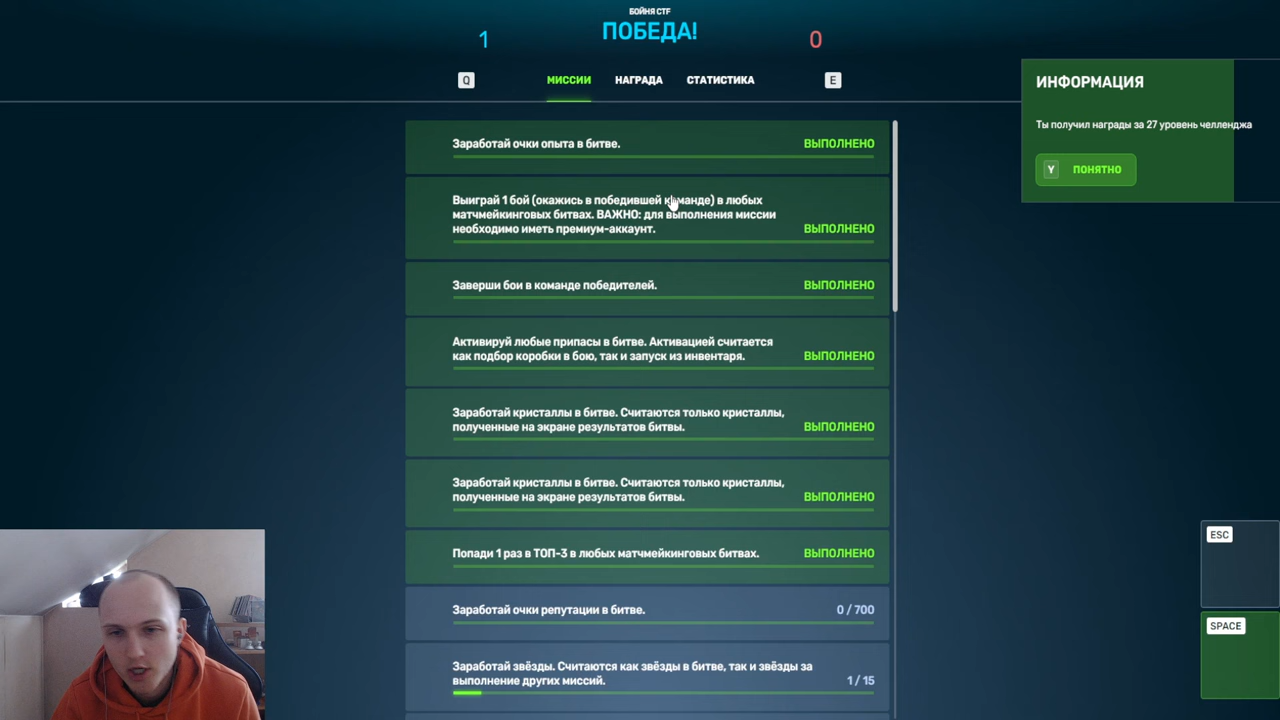 БОЙНЯ CTF
ПОБЕДА!
1
0
Q
МИССИИ
НАГРАДА
СТАТИСТИКА
E
ИНФОРМАЦИЯ
Ты получил награды за 27 уровень челленджа
Y ПОНЯТНО
Заработай очки опыта в битве.
ВЫПОЛНЕНО
Выиграй 1 бой (окажись в победившей команде) в любых
матчмейкинговых битвах. ВАЖНО: для выполнения миссии
необходимо иметь премиум-аккаунт.
ВЫПОЛНЕНО
Заверши бои в команде победителей.
ВЫПОЛНЕНО
Активируй любые припасы в битве. Активацией считается
как подбор коробки в бою, так и запуск из инвентаря.
ВЫПОЛНЕНО
Заработай кристаллы в битве. Считаются только кристаллы,
полученные на экране результатов битвы.
ВЫПОЛНЕНО
Заработай кристаллы в битве. Считаются только кристаллы,
полученные на экране результатов битвы.
ВЫПОЛНЕНО
Попади 1 раз в ТОП-3 в любых матчмейкинговых битвах.
ВЫПОЛНЕНО
Заработай очки репутации в битве.
0 / 700
Заработай звёзды. Считаются как звёзды в битве, так и звёзды за
выполнение других миссий.
1 / 15
ESC
SPACE